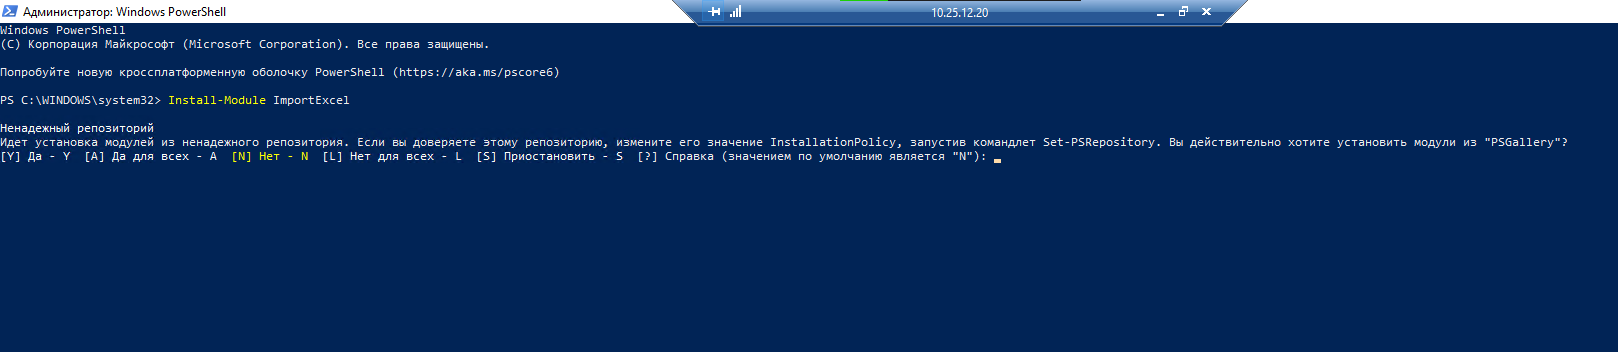 Администратор: Windows PowerShell
10.25.12.20
Windows PowerShell
(C) Корпорация Майкрософт (Microsoft Corporation). Все права защищены.
Попробуйте новую кроссплатформенную оболочку PowerShell (https://aka.ms/pscore6)
PS C:\WINDOWS\system32> Install-Module ImportExcel
Ненадежный репозиторий
Идет установка модулей из ненадежного репозитория. Если вы доверяете этому репозиторию, измените его значение InstallationPolicy, запустив командлет Set-PSRepository. Вы действительно хотите установить модули из "PSGallery"?
[Y] Да - Y  [A] Да для всех - A  [N] Нет - N  [L] Нет для всех - L  [S] Приостановить - S  [?] Справка (значением по умолчанию является "N"):